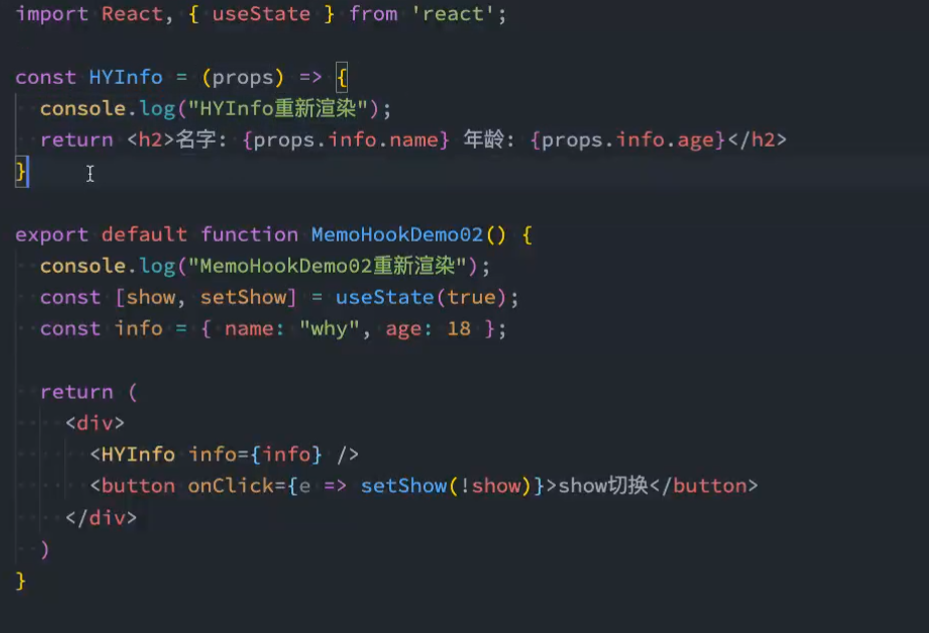 import React, { useState } from 'react';
const HYInfo = (props) => {
console.log("HYInfo重新渲染");
return <h2>名字: {props.info.name} 年龄: {props.info.age}</h2>
}
export default function MemoHookDemo02() {
console.log("MemoHookDemo02重新渲染");
const [show, setShow] = useState(true);
const info = { name: "why", age: 18 };
return (
<div>
<HYInfo info={info} />
<button onClick={e => setShow(!show)}>show切换</button>
</div>
)
}